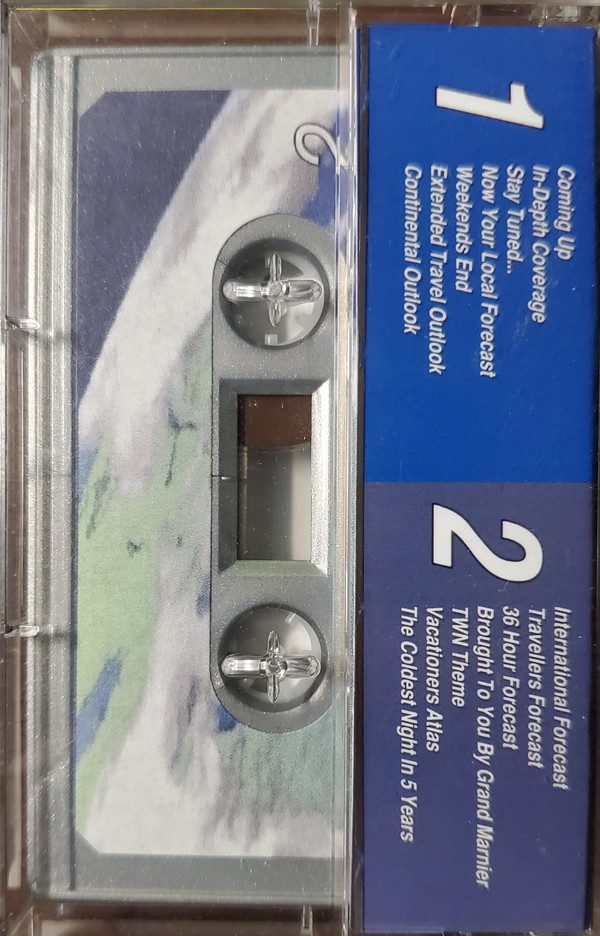 1
Coming Up
In-Depth Coverage
Stay Tuned...
Now Your Local Forecast
Weekends End
Extended Travel Outlook
Continental Outlook
2
International Forecast
Travellers Forecast
36 Hour Forecast
Brought To You By Grand Marnier
TWN Theme
Vacationers Atlas
The Coldest Night In 5 Years
2